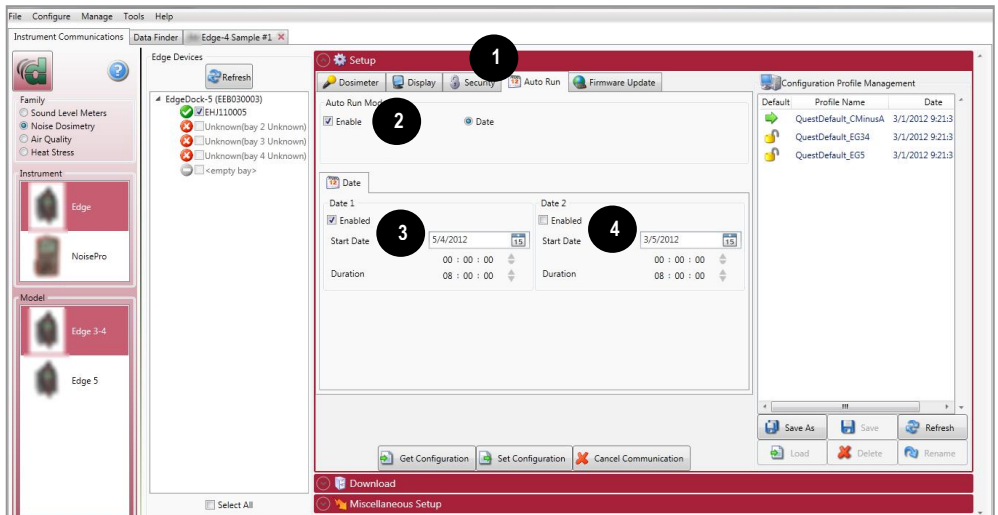 File Configure Manage Tools Help
Instrument Communications Data Finder Edge-4 Sample #1
Family
Sound Level Meters
Noise Dosimetry
Air Quality
Heat Stress
Instrument
Edge
NoisePro
Model
Edge 3-4
Edge 5
Edge Devices
Refresh
EdgeDock-5 (EEB030003)
EHJ110005
Unknown(bay 2 Unknown)
Unknown(bay 3 Unknown)
Unknown(bay 4 Unknown)
<empty bay>
Select All
Setup
1
Dosimeter Display Security Auto Run Firmware Update
Auto Run Mod
Enable 2 Date
Date
Date 1
Enabled
3
Start Date 5/4/2012 15
00 : 00 : 00
Duration 08 : 00 : 00
Date 2
Enabled
4
Start Date 3/5/2012 15
00 : 00 : 00
Duration 08 : 00 : 00
Get Configuration Set Configuration Cancel Communication
Download
Miscellaneous Setup
Configuration Profile Management
Default Profile Name Date
QuestDefault_CMinusA 3/1/2012 9:21:3
QuestDefault_EG34 3/1/2012 9:21:3
QuestDefault_EG5 3/1/2012 9:21:3
Save As Save Refresh
Load Delete Rename